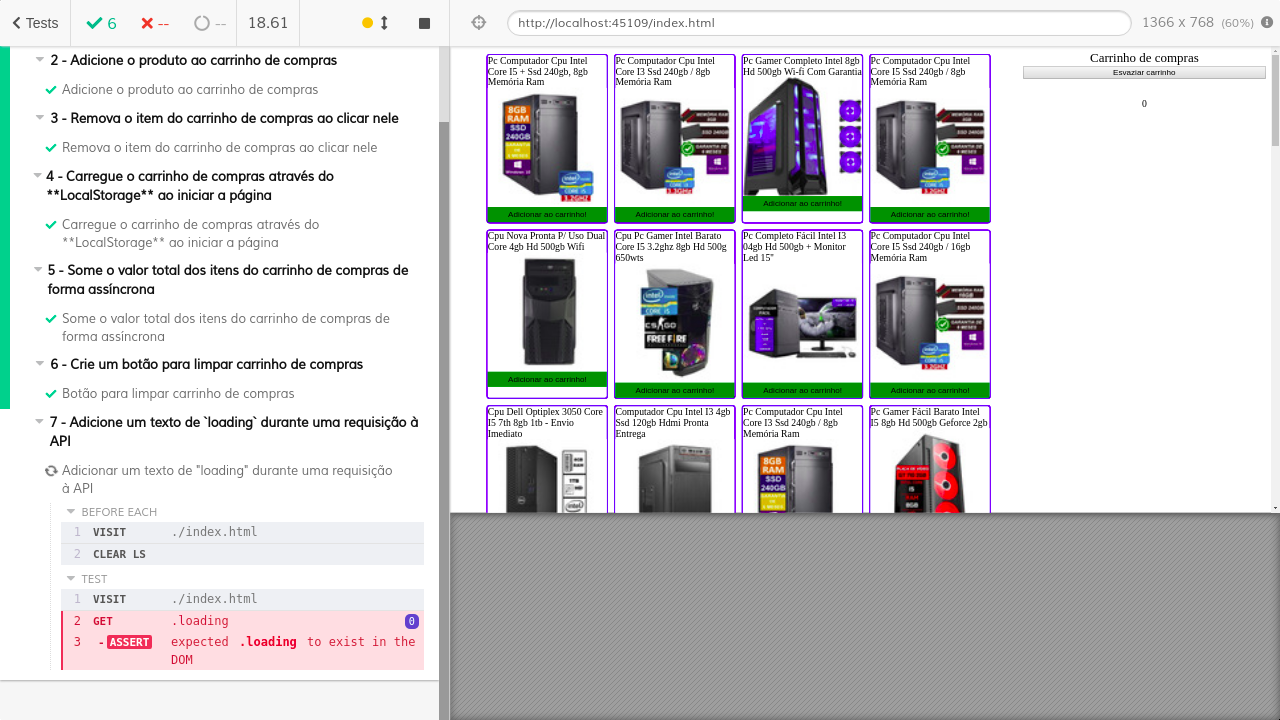 Tests
6
--
--
18.61
http://localhost:45109/index.html
1366 x 768 (60%)
2 - Adicione o produto ao carrinho de compras
Adicione o produto ao carrinho de compras
3 - Remova o item do carrinho de compras ao clicar nele
Remova o item do carrinho de compras ao clicar nele
4 - Carregue o carrinho de compras através do
**LocalStorage** ao iniciar a página
Carregue o carrinho de compras através do
**LocalStorage** ao iniciar a página
5 - Some o valor total dos itens do carrinho de compras de
forma assíncrona
Some o valor total dos itens do carrinho de compras de
forma assíncrona
6 - Crie um botão para limpar carrinho de compras
Botão para limpar carrinho de compras
7 - Adicione um texto de `loading` durante uma requisição à
API
Adicionar um texto de "loading" durante uma requisição
à API
BEFORE EACH
1 VISIT ./index.html
2 CLEAR LS
TEST
1 VISIT ./index.html
2 GET .loading 0
3 - ASSERT expected .loading to exist in the
DOM
Pc Computador Cpu Intel
Core I5 + Ssd 240gb, 8gb
Memória Ram
8GB
RAM
SSD
240GB
Adicionar ao carrinho!
Pc Computador Cpu Intel
Core I3 Ssd 240gb / 8gb
Memória Ram
Adicionar ao carrinho!
Pc Gamer Completo Intel 8gb
Hd 500gb Wi-fi Com Garantia
Adicionar ao carrinho!
Pc Computador Cpu Intel
Core I5 Ssd 240gb / 8gb
Memória Ram
Adicionar ao carrinho!
Carrinho de compras
Esvaziar carrinho
0
Cpu Nova Pronta P/ Uso Dual
Core 4gb Hd 500gb Wifi
Adicionar ao carrinho!
Cpu Pc Gamer Intel Barato
Core I5 3.2ghz 8gb Hd 500g
650wts
Adicionar ao carrinho!
Pc Completo Fácil Intel I3
04gb Hd 500gb + Monitor
Led 15''
Adicionar ao carrinho!
Pc Computador Cpu Intel
Core I5 Ssd 240gb / 16gb
Memória Ram
Adicionar ao carrinho!
Cpu Dell Optiplex 3050 Core
I5 7th 8gb 1tb - Envio
Imediato
Computador Cpu Intel I3 4gb
Ssd 120gb Hdmi Pronta
Entrega
Pc Computador Cpu Intel
Core I3 Ssd 240gb / 8gb
Memória Ram
8GB
RAM
SSD
240GB
Pc Gamer Fácil Barato Intel
I5 8gb Hd 500gb Geforce 2gb